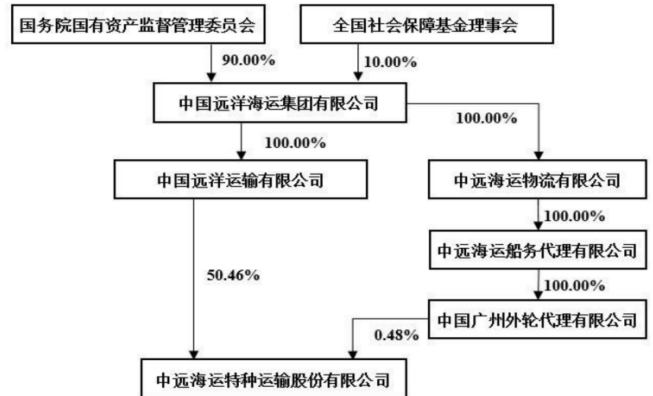 国务院国有资产监督管理委员会
全国社会保障基金理事会
90.00%
10.00%
中国远洋海运集团有限公司
100.00%
100.00%
中国远洋运输有限公司
中远海运物流有限公司
100.00%
中远海运船务代理有限公司
50.46%
100.00%
中国广州外轮代理有限公司
0.48%
中远海运特种运输股份有限公司